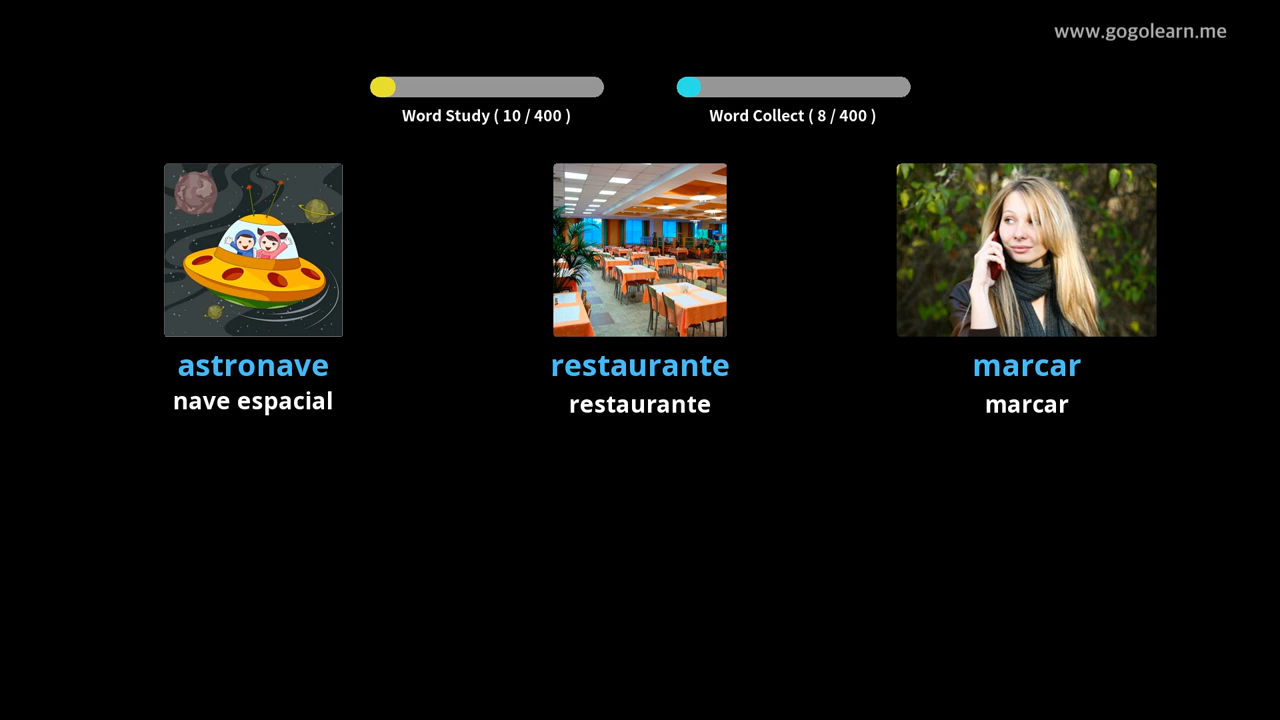 www.gogolearn.me
Word Study ( 10 / 400 )
Word Collect ( 8 / 400 )
astronave
nave espacial
restaurante
restaurante
marcar
marcar